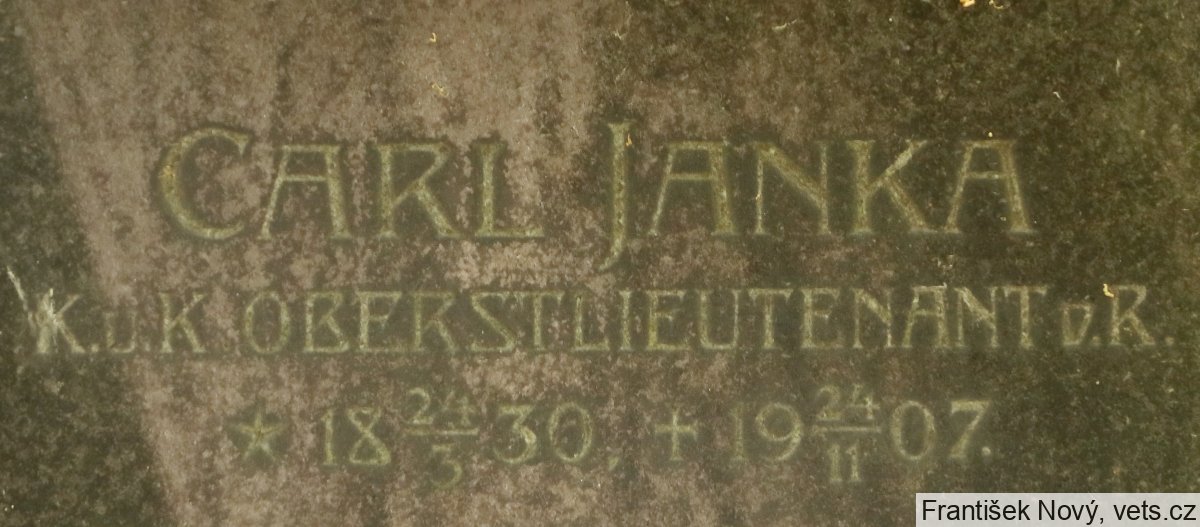 CARL JANKA
K.u.K OBERSTLIEUTENANT v.R.
* 18 24/3 30, + 19 24/11 07.
František Nový, vets.cz